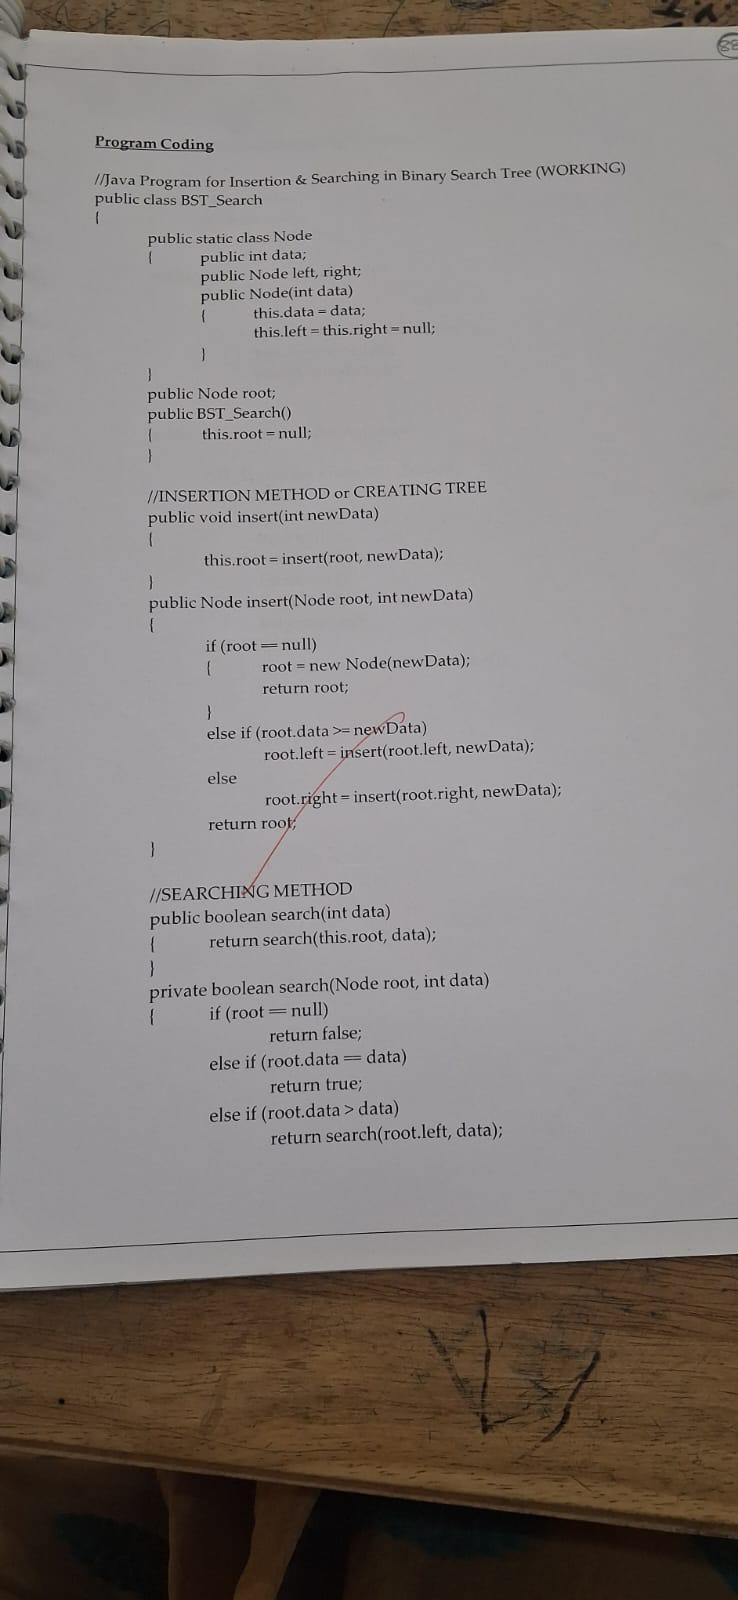 88
Program Coding
//Java Program for Insertion & Searching in Binary Search Tree (WORKING)
public class BST_Search
{
public static class Node
{ public int data;
public Node left, right;
public Node(int data)
{ this.data = data;
this.left = this.right = null;
}
}
public Node root;
public BST_Search()
{ this.root = null;
}
//INSERTION METHOD or CREATING TREE
public void insert(int newData)
{
this.root = insert(root, newData);
}
public Node insert(Node root, int newData)
{
if (root == null)
{ root = new Node(newData);
return root;
}
else if (root.data >= newData)
root.left = insert(root.left, newData);
else
root.right = insert(root.right, newData);
return root;
}
//SEARCHING METHOD
public boolean search(int data)
{ return search(this.root, data);
}
private boolean search(Node root, int data)
{ if (root == null)
return false;
else if (root.data == data)
return true;
else if (root.data > data)
return search(root.left, data);